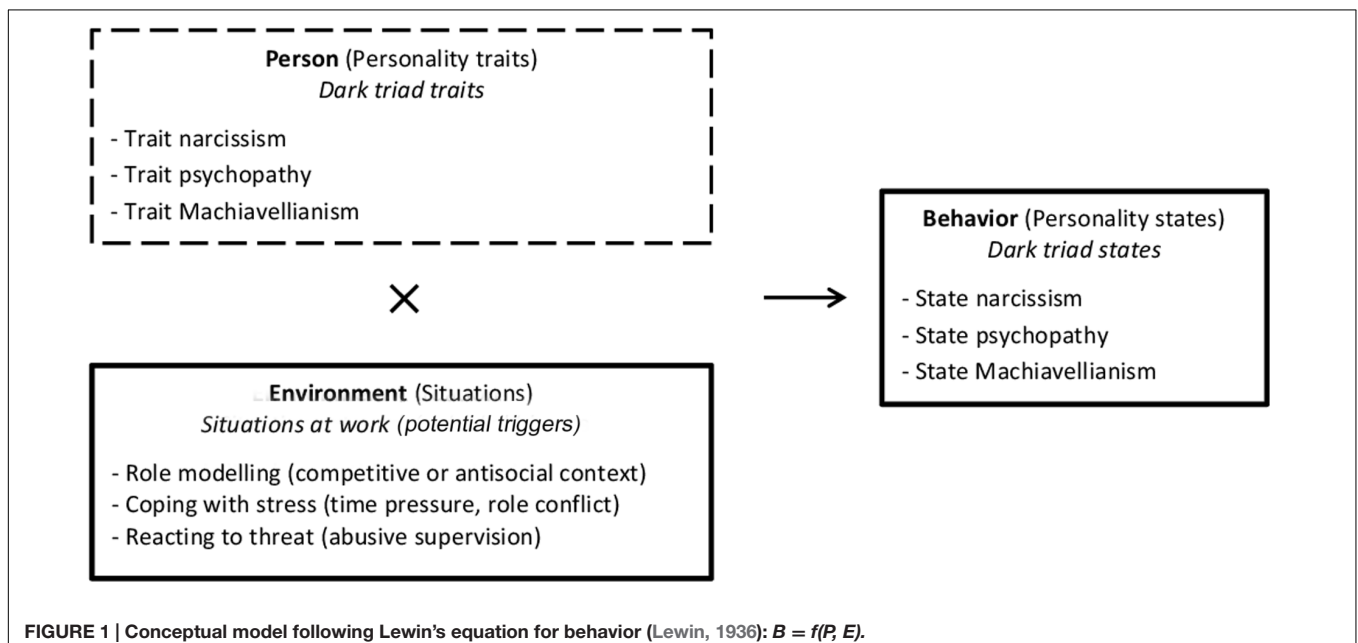 Person (Personality traits)
Dark triad traits
- Trait narcissism
- Trait psychopathy
- Trait Machiavellianism
×
Environment (Situations)
Situations at work (potential triggers)
- Role modelling (competitive or antisocial context)
- Coping with stress (time pressure, role conflict)
- Reacting to threat (abusive supervision)
Behavior (Personality states)
Dark triad states
- State narcissism
- State psychopathy
- State Machiavellianism
FIGURE 1 | Conceptual model following Lewin's equation for behavior (Lewin, 1936): B = f(P, E).